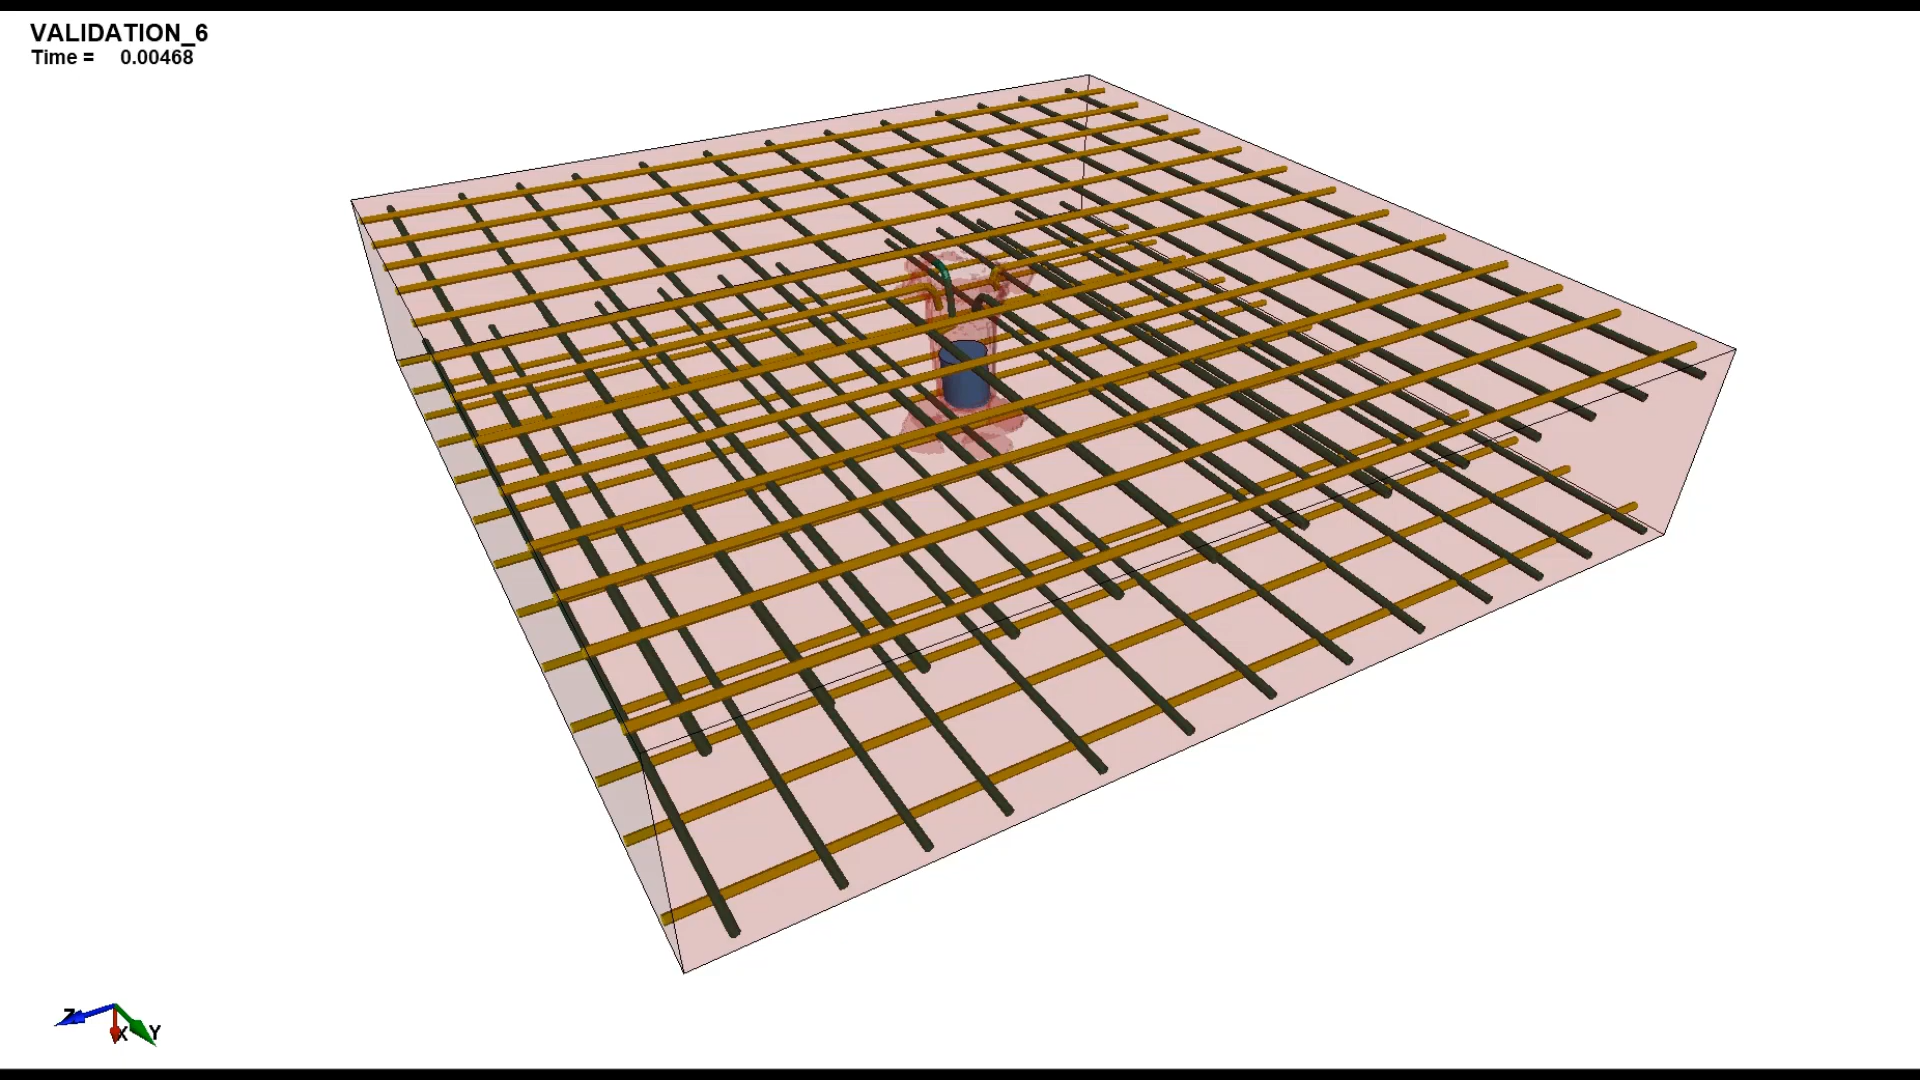 VALIDATION_6
Time = 0.00468
Z
X
Y